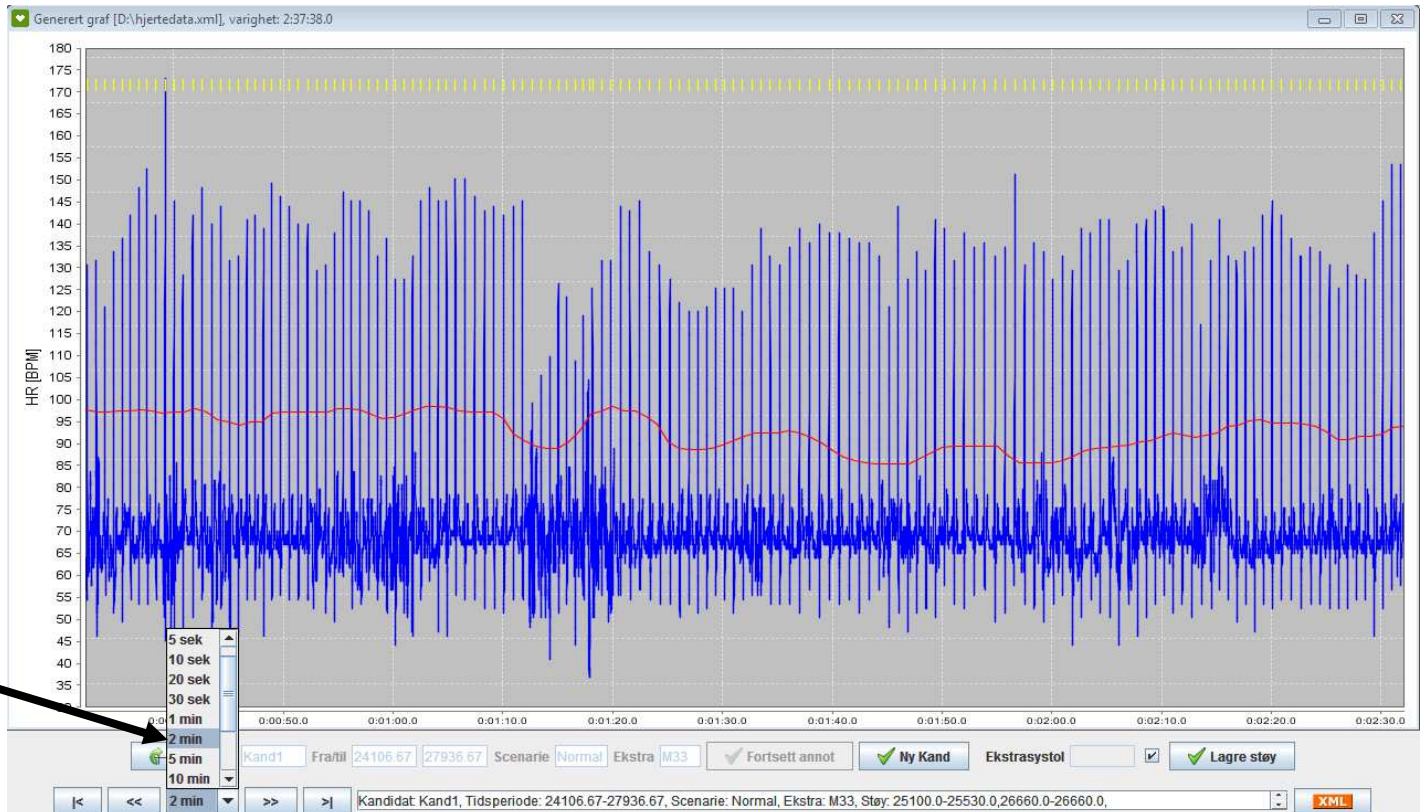 Generert graf [D:\hjertedata.xml], varighet: 2:37:38.0
180
175
170
165
160
155
150
145
140
135
130
125
120
115
110
105
100
95
90
85
80
75
70
65
60
55
50
45
40
35
HR [BPM]
0:00:50.0 0:01:00.0 0:01:10.0 0:01:20.0 0:01:30.0 0:01:40.0 0:01:50.0 0:02:00.0 0:02:10.0 0:02:20.0 0:02:30.0
5 sek
10 sek
20 sek
30 sek
1 min
2 min
5 min
10 min
Kand1 Fra/til 24106.67 27936.67 Scenarie Normal Ekstra M33 Fortsett annot Ny Kand Ekstrasystol Lagre støy
|< << 2 min >> >| Kandidat: Kand1, Tidsperiode: 24106.67-27936.67, Scenarie: Normal, Ekstra: M33, Støy: 25100.0-25530.0,26660.0-26660.0, XML